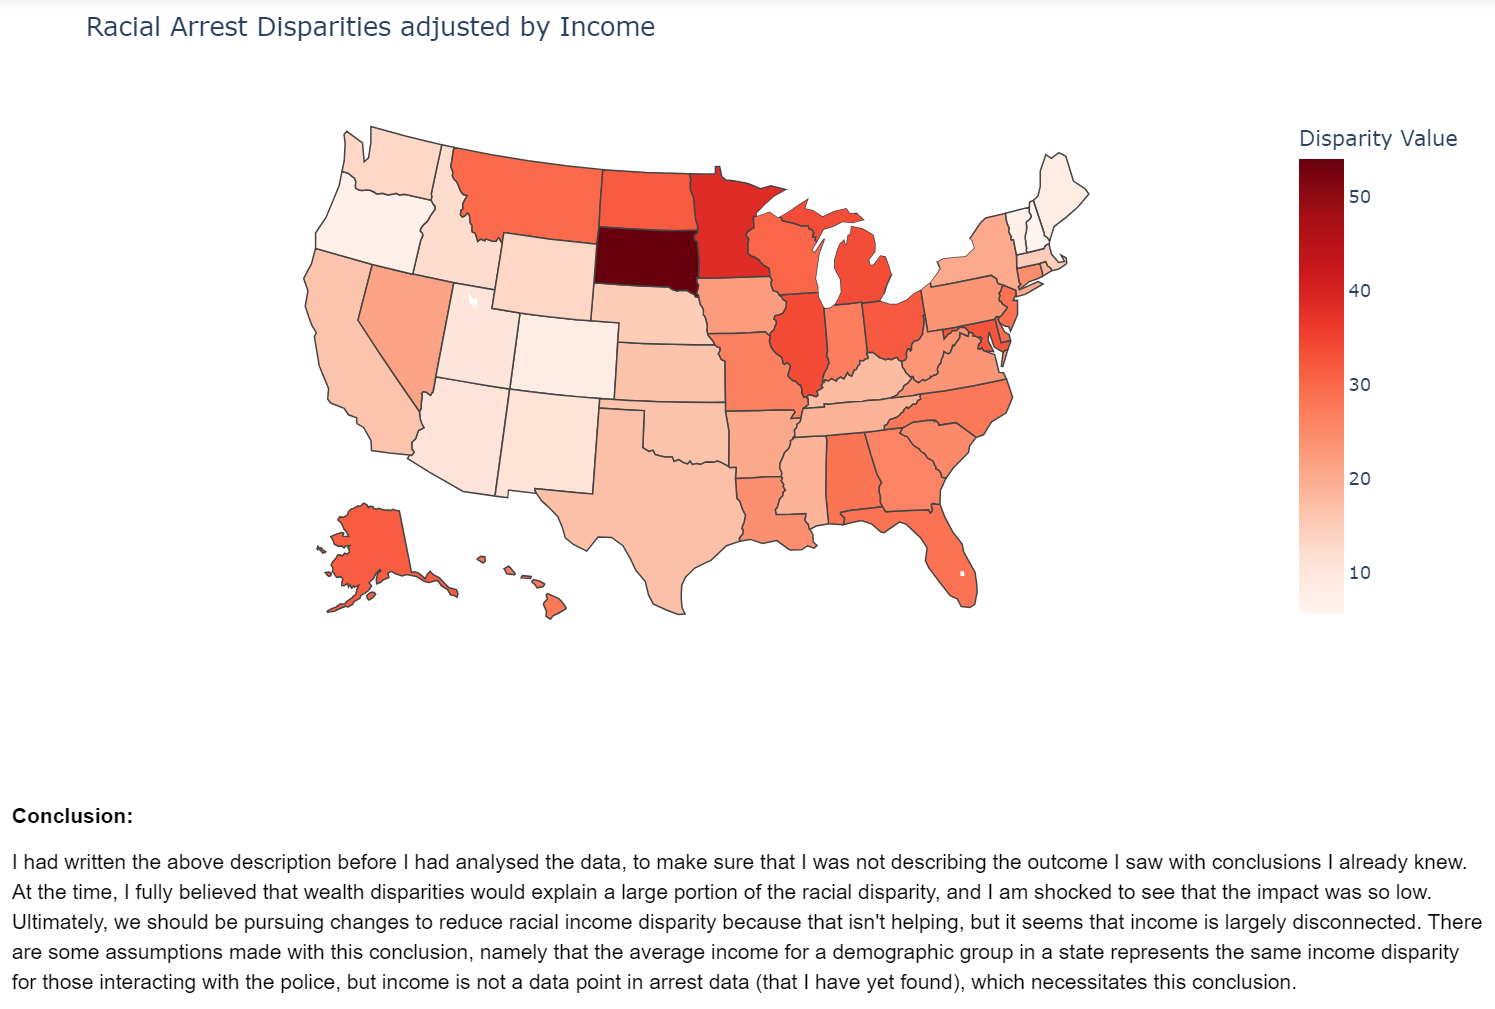 Racial Arrest Disparities adjusted by Income
Disparity Value
50
40
30
20
10
Conclusion:
I had written the above description before I had analysed the data, to make sure that I was not describing the outcome I saw with conclusions I already knew.
At the time, I fully believed that wealth disparities would explain a large portion of the racial disparity, and I am shocked to see that the impact was so low.
Ultimately, we should be pursuing changes to reduce racial income disparity because that isn't helping, but it seems that income is largely disconnected. There
are some assumptions made with this conclusion, namely that the average income for a demographic group in a state represents the same income disparity
for those interacting with the police, but income is not a data point in arrest data (that I have yet found), which necessitates this conclusion.